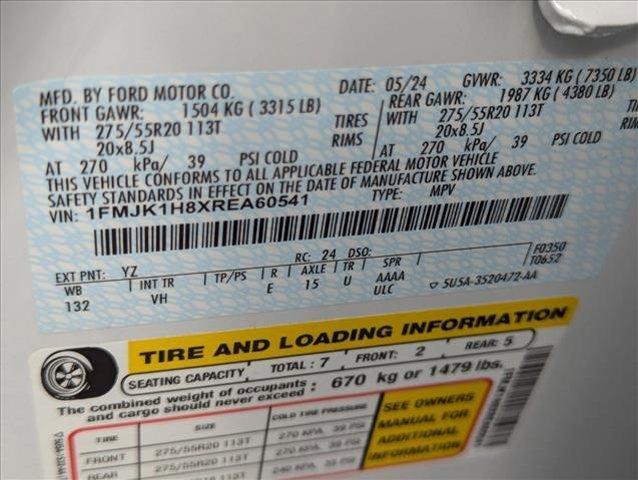 MFD. BY FORD MOTOR CO. DATE: 05/24 GVWR: 3334 KG ( 7350 LB)
FRONT GAWR: 1504 KG ( 3315 LB) REAR GAWR: 1987 KG ( 4380 LB)
WITH 275/55R20 113T TIRES WITH 275/55R20 113T
20x8.5J RIMS 20x8.5J
AT 270 kPa/ 39 PSI COLD AT 270 kPa/ 39 PSI COLD
THIS VEHICLE CONFORMS TO ALL APPLICABLE FEDERAL MOTOR VEHICLE
SAFETY STANDARDS IN EFFECT ON THE DATE OF MANUFACTURE SHOWN ABOVE.
VIN: 1FMJK1H8XREA60541 TYPE: MPV
F0350
T0652
EXT PNT: YZ RC: 24 DSO:
WB INT TR TP/PS R AXLE TR SPR
132 VH E 15 U AAAA
ULC 5U5A-3520472-AA
TIRE AND LOADING INFORMATION
SEATING CAPACITY TOTAL : 7 FRONT: 2 REAR: 5
The combined weight of occupants and cargo should never exceed : 670 kg or 1479 lbs.
TIRE SIZE COLD TIRE PRESSURE
FRONT 275/55R20 113T 270 KPA, 39 PSI
REAR 275/55R20 113T
SEE OWNERS
MANUAL FOR
ADDITIONAL
INFORMATION